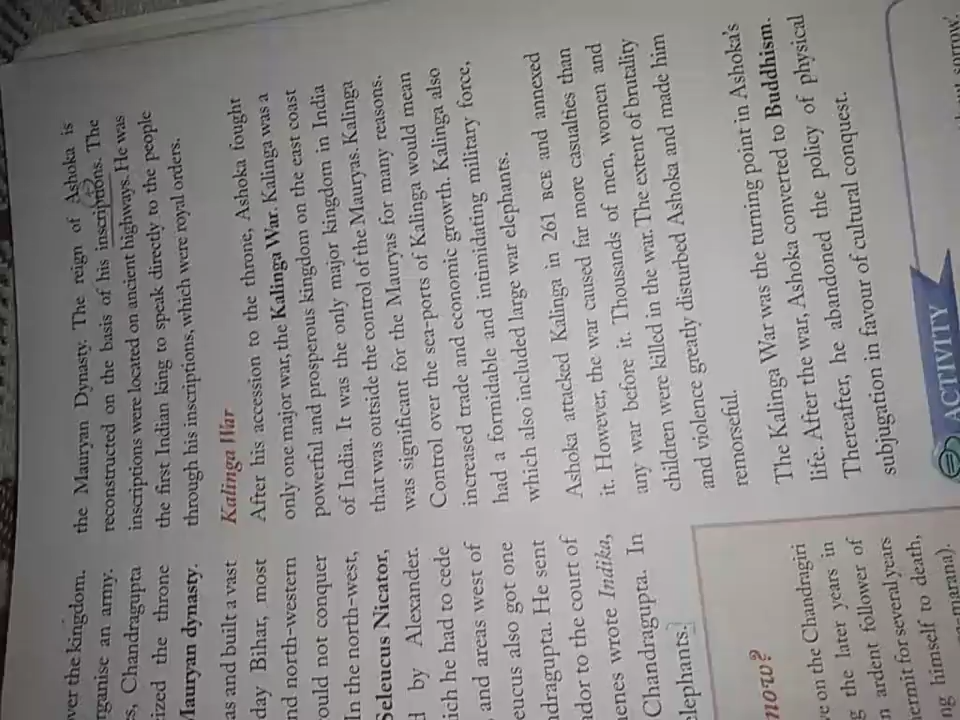 ver the kingdom.
rganise an army.
s, Chandragupta
ized the throne
Mauryan dynasty.
as and built a vast
day Bihar, most
nd north-western
ould not conquer
In the north-west,
Seleucus Nicator,
d by Alexander.
ich he had to cede
and areas west of
eucus also got one
ndragupta. He sent
ndor to the court of
enes wrote Indika,
Chandragupta. In
elephants.
now?
e on the Chandragiri
g the later years in
n ardent follower of
ermit for several years
ng himself to death,
the Mauryan Dynasty. The reign of Ashoka is
reconstructed on the basis of his inscriptions. The
inscriptions were located on ancient highways. He was
the first Indian king to speak directly to the people
through his inscriptions, which were royal orders.
Kalinga War
After his accession to the throne, Ashoka fought
only one major war, the Kalinga War. Kalinga was a
powerful and prosperous kingdom on the east coast
of India. It was the only major kingdom in India
that was outside the control of the Mauryas. Kalinga
was significant for the Mauryas for many reasons.
Control over the sea-ports of Kalinga would mean
increased trade and economic growth. Kalinga also
had a formidable and intimidating military force,
which also included large war elephants.
Ashoka attacked Kalinga in 261 BCE and annexed
it. However, the war caused far more casualties than
any war before it. Thousands of men, women and
children were killed in the war. The extent of brutality
and violence greatly disturbed Ashoka and made him
remorseful.
The Kalinga War was the turning point in Ashoka's
life. After the war, Ashoka converted to Buddhism.
Thereafter, he abandoned the policy of physical
subjugation in favour of cultural conquest.
ACTIVITY
sorrow.